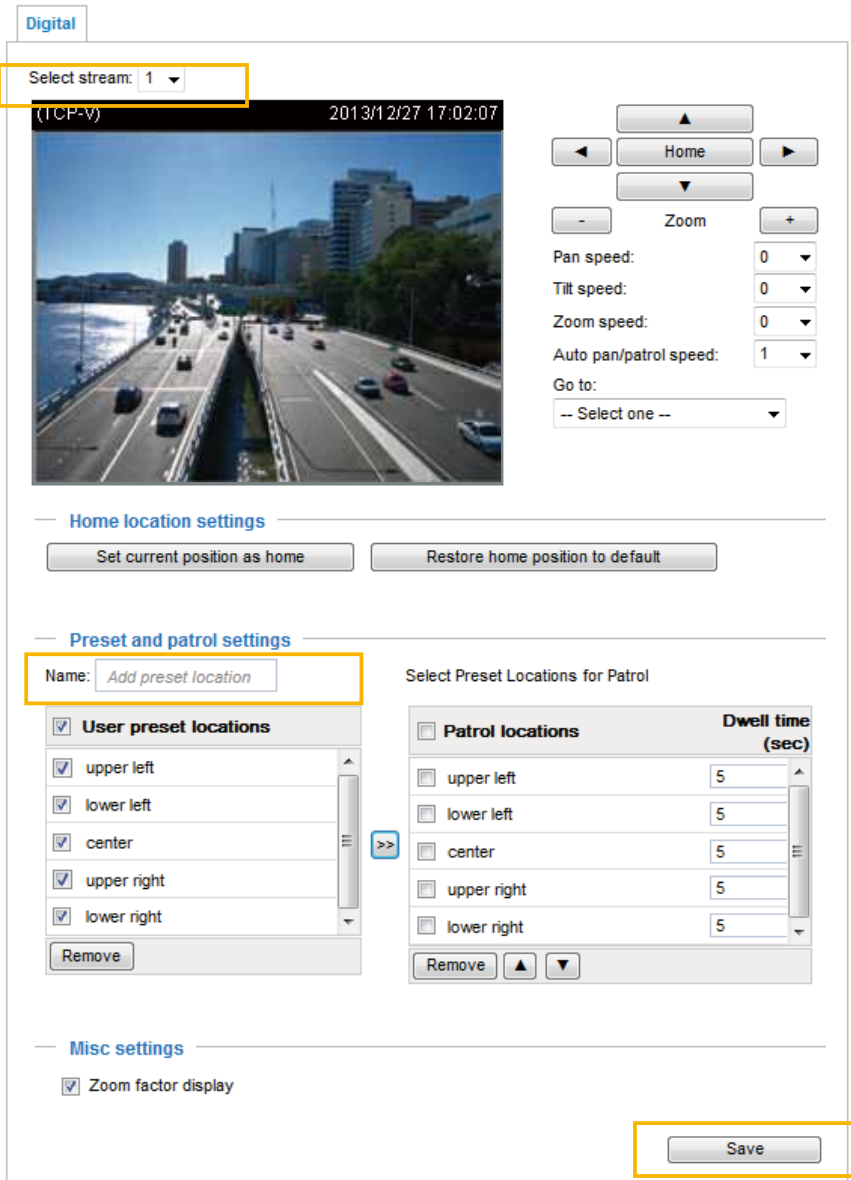 Digital
Select stream: 1
(TCP-V) 2013/12/27 17:02:07
▲
◄ Home ►
▼
- Zoom +
Pan speed: 0
Tilt speed: 0
Zoom speed: 0
Auto pan/patrol speed: 1
Go to:
-- Select one --
Home location settings
Set current position as home Restore home position to default
Preset and patrol settings
Name: Add preset location
Select Preset Locations for Patrol
User preset locations
upper left
lower left
center
upper right
lower right
Remove
>>
Patrol locations Dwell time
(sec)
upper left 5
lower left 5
center 5
upper right 5
lower right 5
Remove ▲ ▼
Misc settings
Zoom factor display
Save